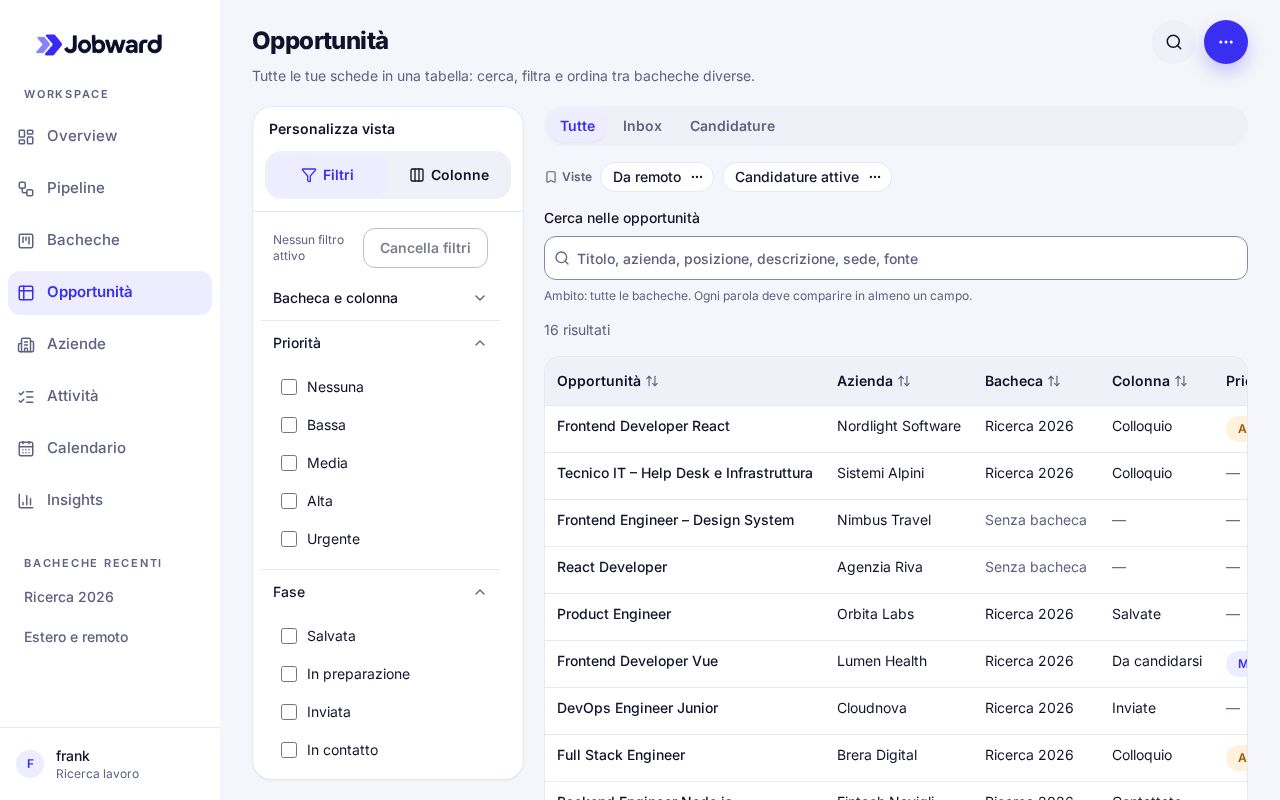 Jobward
WORKSPACE
Overview
Pipeline
Bacheche
Opportunità
Aziende
Attività
Calendario
Insights
BACHECHE RECENTI
Ricerca 2026
Estero e remoto
F
frank
Ricerca lavoro
Opportunità
Tutte le tue schede in una tabella: cerca, filtra e ordina tra bacheche diverse.
Personalizza vista
Filtri
Colonne
Nessun filtro
attivo
Cancella filtri
Bacheca e colonna
Priorità
Nessuna
Bassa
Media
Alta
Urgente
Fase
Salvata
In preparazione
Inviata
In contatto
Tutte Inbox Candidature
Viste Da remoto ... Candidature attive ...
Cerca nelle opportunità
Titolo, azienda, posizione, descrizione, sede, fonte
Ambito: tutte le bacheche. Ogni parola deve comparire in almeno un campo.
16 risultati
Opportunità Azienda Bacheca Colonna
Frontend Developer React Nordlight Software Ricerca 2026 Colloquio
Tecnico IT – Help Desk e Infrastruttura Sistemi Alpini Ricerca 2026 Colloquio —
Frontend Engineer – Design System Nimbus Travel Senza bacheca — —
React Developer Agenzia Riva Senza bacheca — —
Product Engineer Orbita Labs Ricerca 2026 Salvate —
Frontend Developer Vue Lumen Health Ricerca 2026 Da candidarsi
DevOps Engineer Junior Cloudnova Ricerca 2026 Inviate —
Full Stack Engineer Brera Digital Ricerca 2026 Colloquio